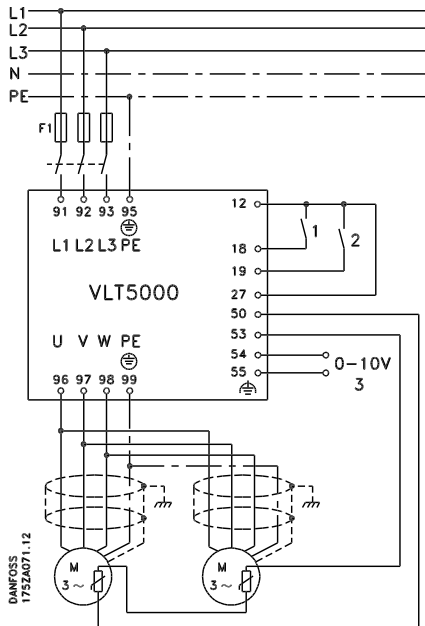 L1
L2
L3
N
PE
F1
91 92 93 95
L1 L2 L3 PE
12
1
18
2
19
27
VLT5000
50
53
54
0-10V
55
3
U V W PE
96 97 98 99
M
3 ~
M
3 ~
DANFOSS
175ZA071.12